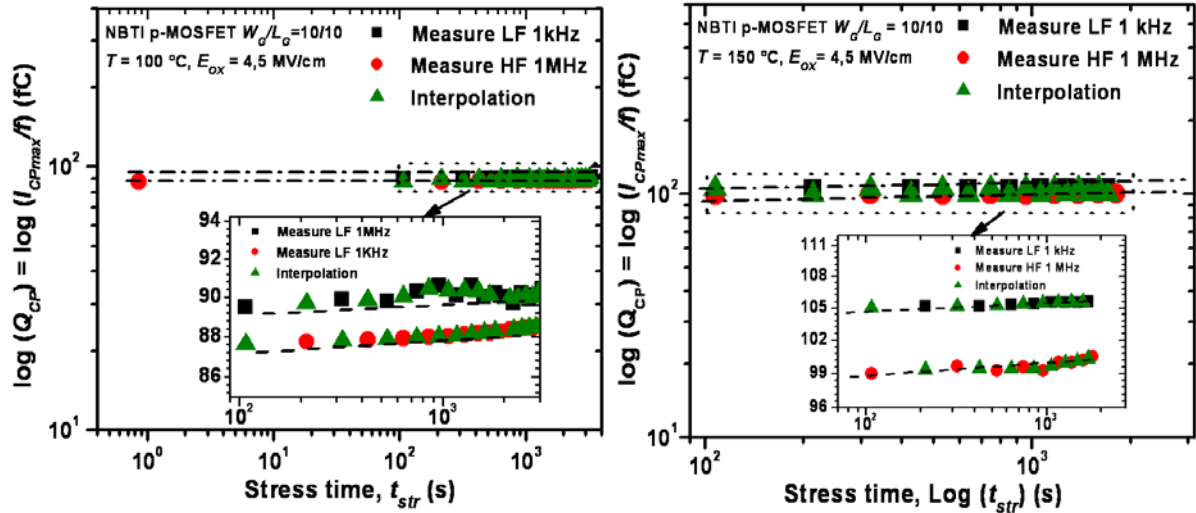 NBTI p-MOSFET W_G/L_G =10/10
T = 100 °C, E_ox = 4,5 MV/cm
Measure LF 1kHz
Measure HF 1MHz
Interpolation
log (Q_CP) = log (I_CPmax/f) (fC)
10^2
10^1
94
92
90
88
86
Measure LF 1MHz
Measure LF 1KHz
Interpolation
10^2
10^3
10^0
10^1
10^2
10^3
Stress time, t_str (s)
NBTI p-MOSFET W_G/L_G = 10/10
T = 150 °C, E_ox = 4,5 MV/cm
Measure LF 1 kHz
Measure HF 1 MHz
Interpolation
log (Q_CP) = log (I_CPmax/f) (fC)
10^2
10^1
111
108
105
102
99
96
Measure LF 1 kHz
Measure HF 1 MHz
Interpolation
10^2
10^3
10^2
10^3
Stress time, Log (t_str) (s)